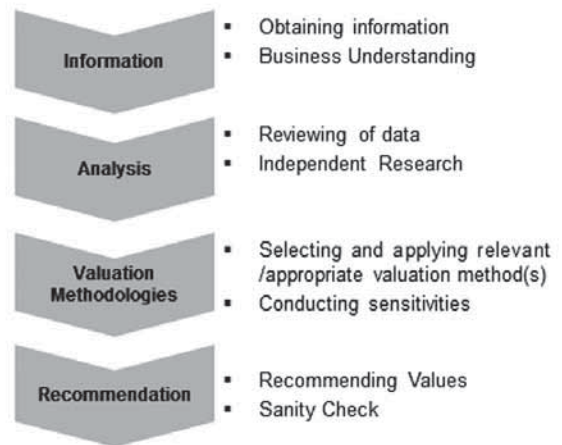 Information
▪ Obtaining information
▪ Business Understanding
Analysis
▪ Reviewing of data
▪ Independent Research
Valuation
Methodologies
▪ Selecting and applying relevant
/appropriate valuation method(s)
▪ Conducting sensitivities
Recommendation
▪ Recommending Values
▪ Sanity Check